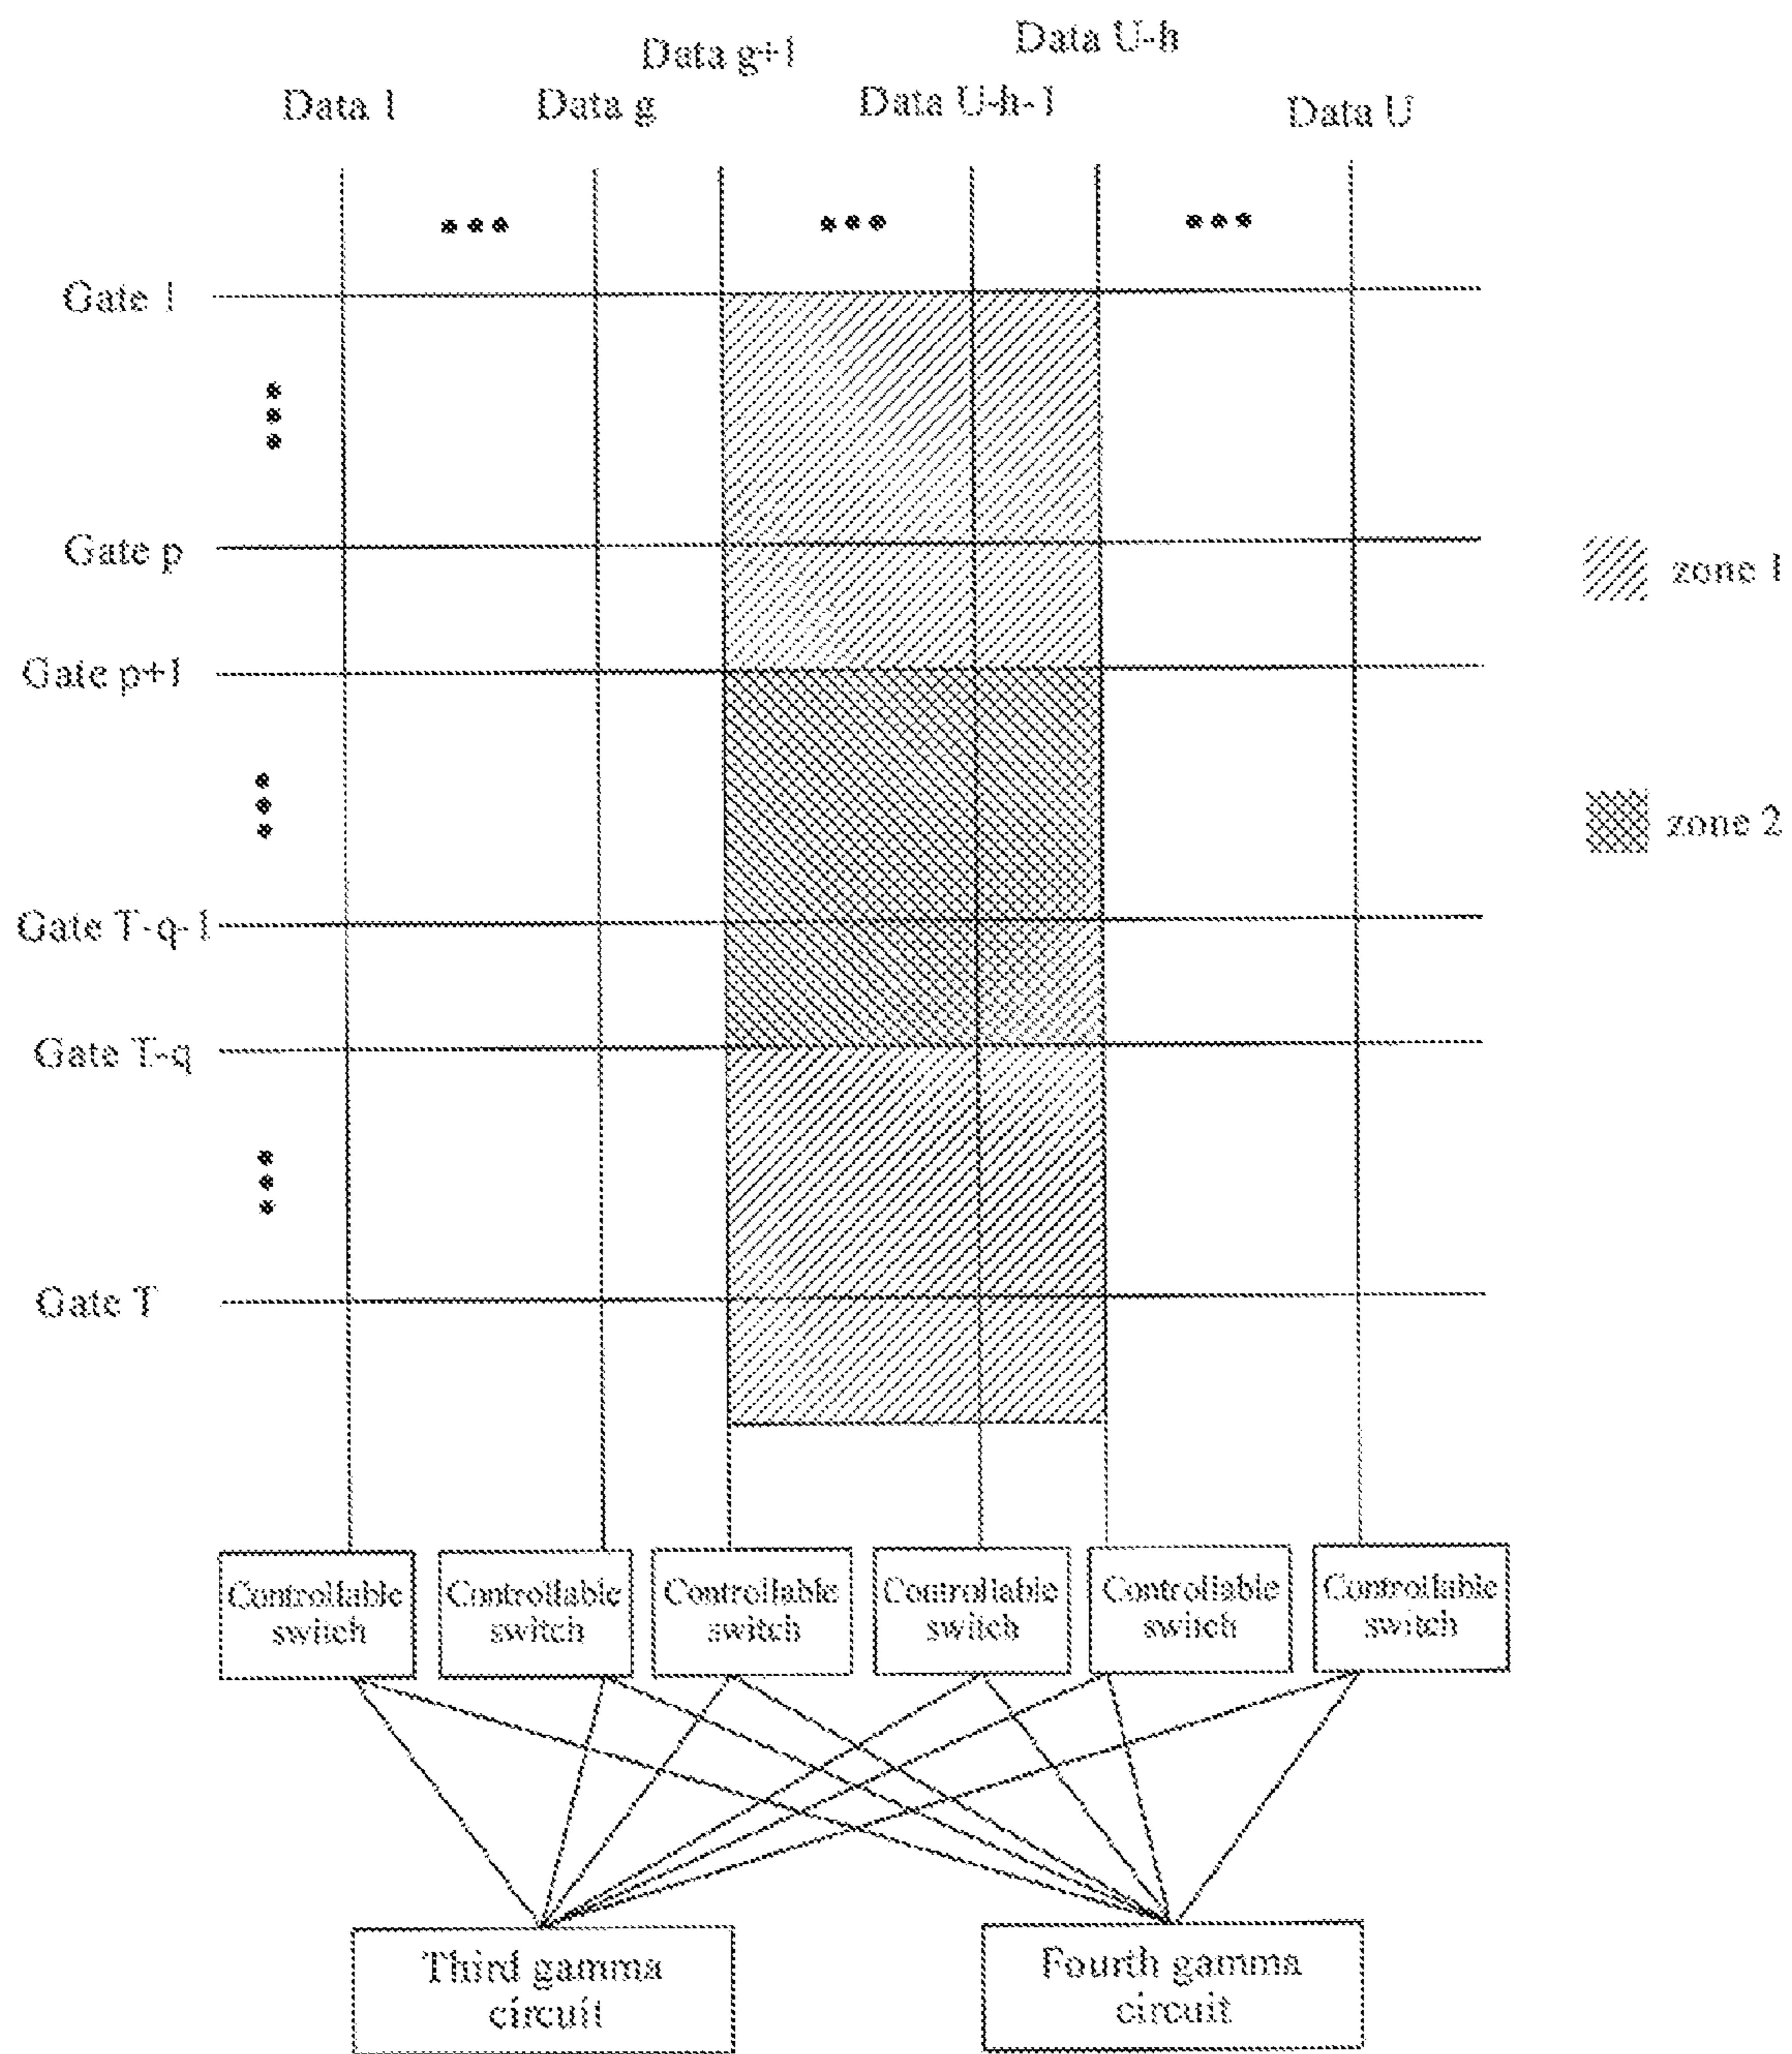 Data g+1
Data U-h
Data 1
Data g
Data U-h-1
Data U
Gate 1
Gate p
zone 1
Gate p+1
zone 2
Gate T-q-1
Gate T-q
Gate T
Controllable
switch
Controllable
switch
Controllable
switch
Controllable
switch
Controllable
switch
Controllable
switch
Third gamma
circuit
Fourth gamma
circuit